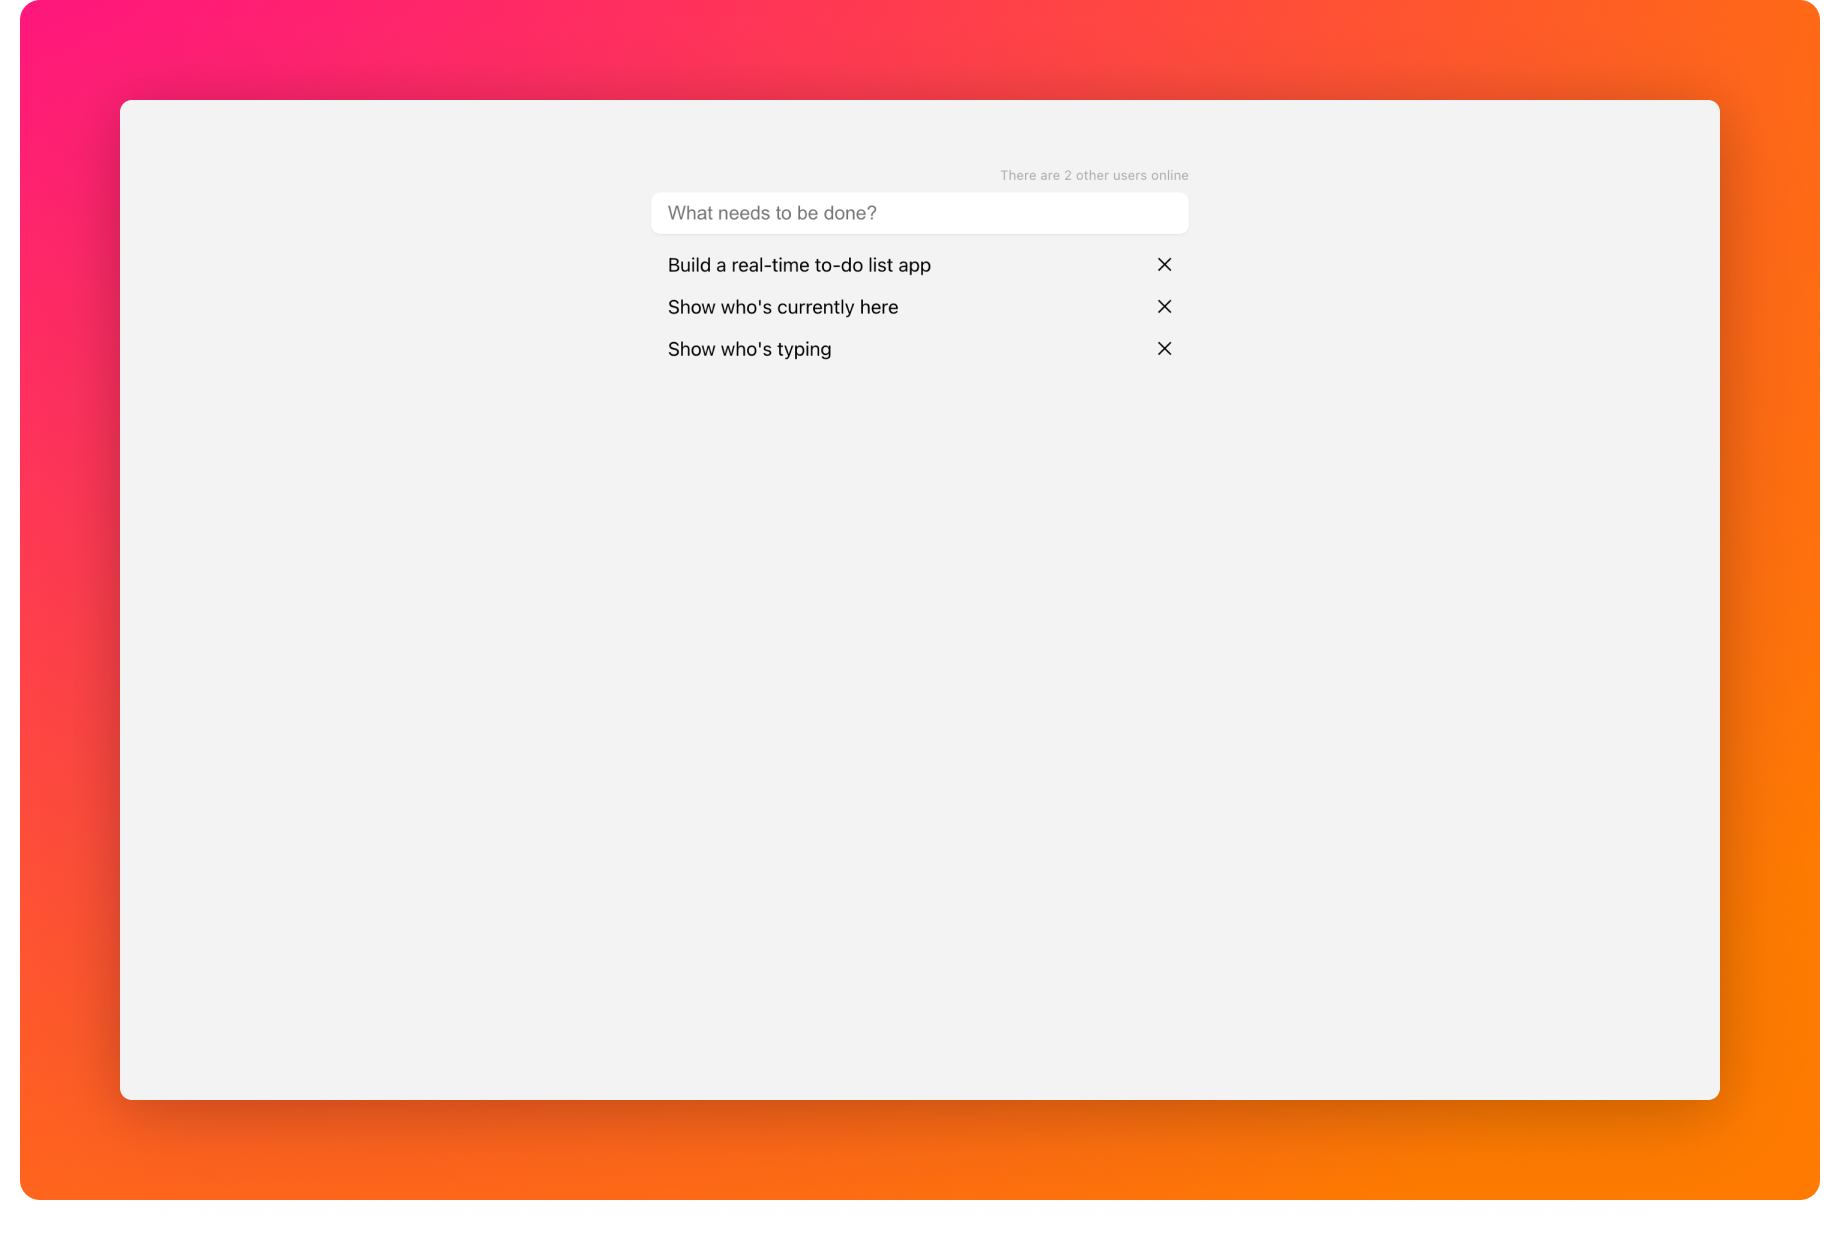 There are 2 other users online
What needs to be done?
Build a real-time to-do list app
Show who's currently here
Show who's typing